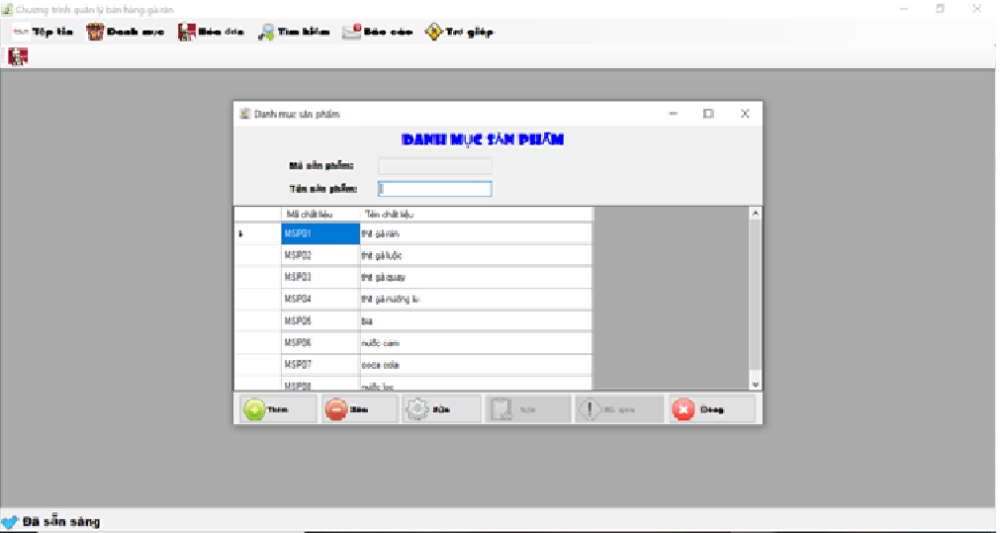 Chương trình quản lý bán hàng gà rán
Tệp tin Danh mục Hóa đơn Tìm kiếm Báo cáo Trợ giúp
Danh mục sản phẩm
DANH MỤC SẢN PHẨM
Mã sản phẩm:
Tên sản phẩm:
Mã chất liệu Tên chất liệu
MSP01 thịt gà rán
MSP02 thịt gà luộc
MSP03 thịt gà quay
MSP04 thịt gà nướng lu
MSP05 bia
MSP06 nước cam
MSP07 coca cola
MSP08 nước lọc
Thêm Xóa Sửa Lưu Bỏ qua Đóng
Đã sẵn sàng